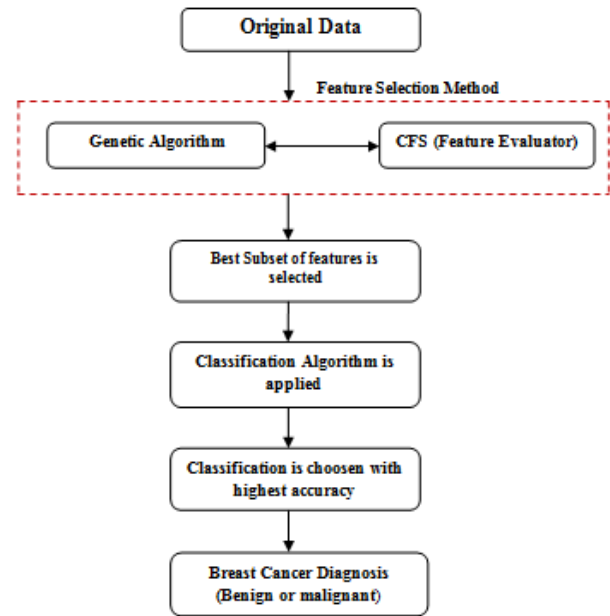 Original Data
Feature Selection Method
Genetic Algorithm
CFS (Feature Evaluator)
Best Subset of features is
selected
Classification Algorithm is
applied
Classification is choosen with
highest accuracy
Breast Cancer Diagnosis
(Benign or malignant)